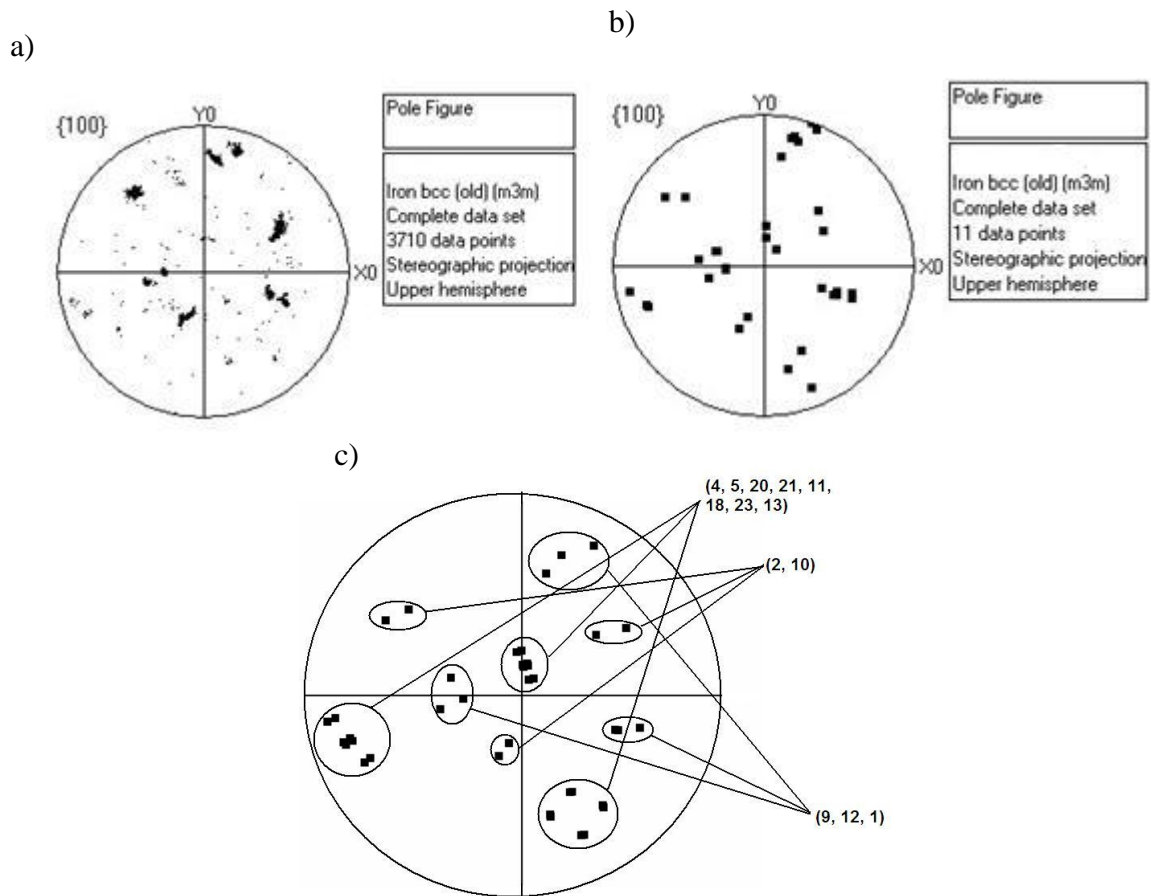 a)
{100}
Y0
X0
Pole Figure
Iron bcc (old) (m3m)
Complete data set
3710 data points
Stereographic projection
Upper hemisphere
b)
{100}
Y0
X0
Pole Figure
Iron bcc (old) (m3m)
Complete data set
11 data points
Stereographic projection
Upper hemisphere
c)
(4, 5, 20, 21, 11,
18, 23, 13)
(2, 10)
(9, 12, 1)